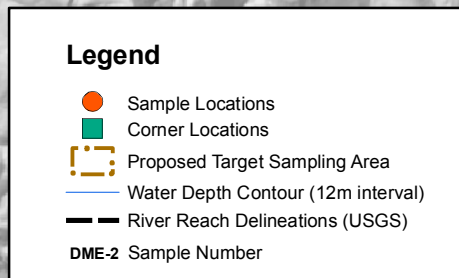 Legend
Sample Locations
Corner Locations
Proposed Target Sampling Area
Water Depth Contour (12m interval)
River Reach Delineations (USGS)
DME-2 Sample Number